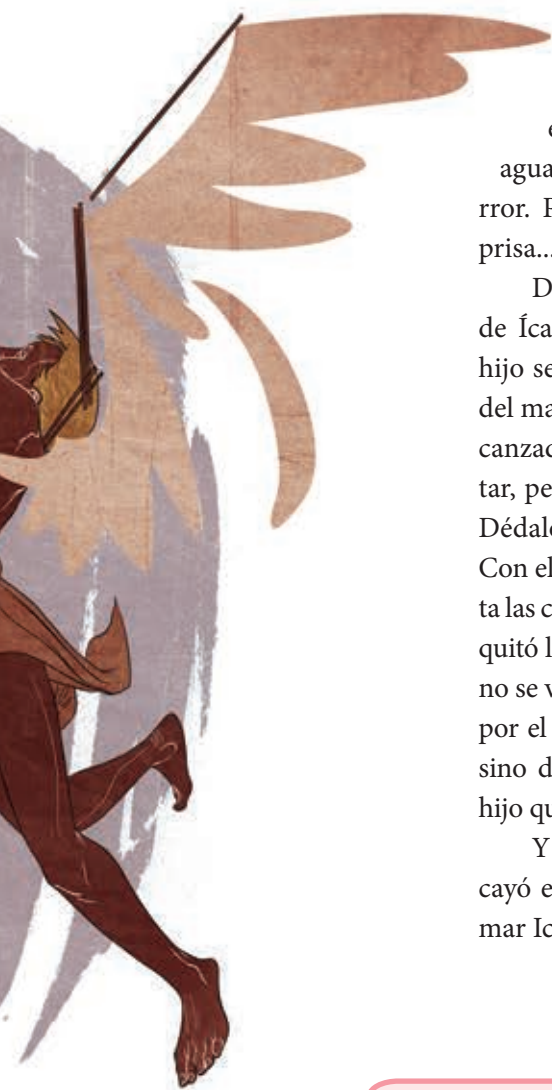 e
agua
rror. P
prisa...
D
de Íca
hijo se
del ma
canzad
tar, pe
Dédalo
Con el
ta las c
quitó l
no se v
por el
sino d
hijo qu
Y
cayó e
mar Ic